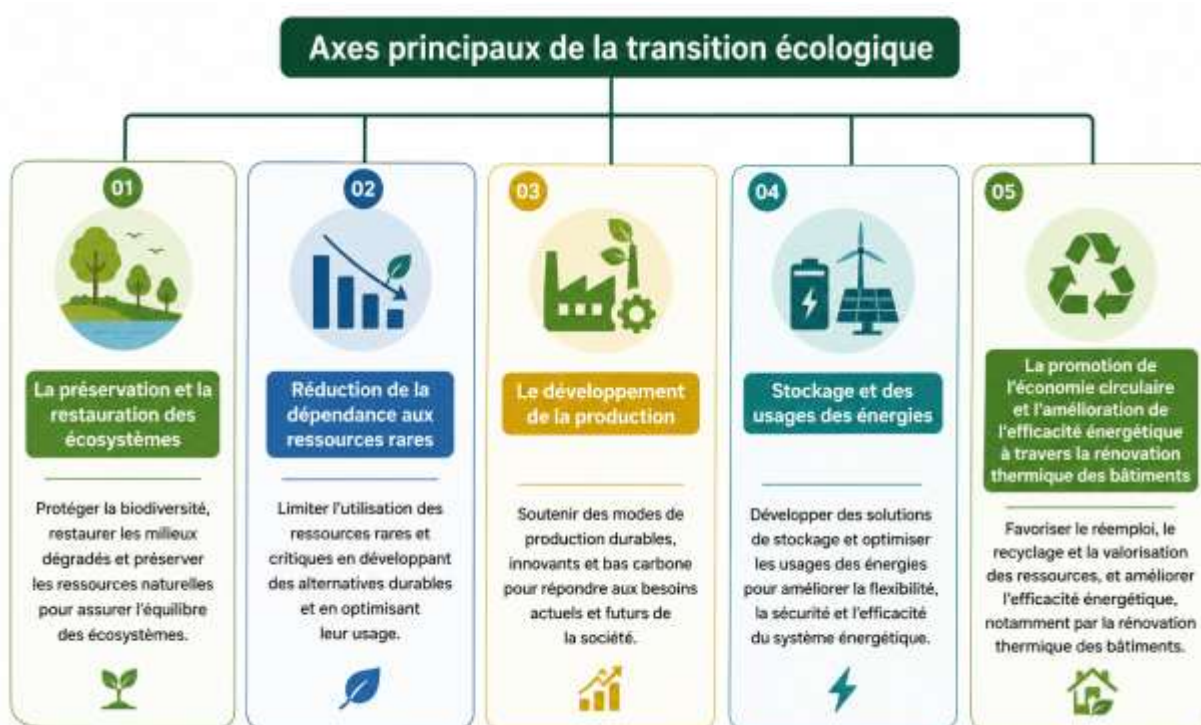 Axes principaux de la transition écologique
01
La préservation et la
restauration des
écosystèmes
Protéger la biodiversité,
restaurer les milieux
dégradés et préserver
les ressources naturelles
pour assurer l'équilibre
des écosystèmes.
02
Réduction de la
dépendance aux
ressources rares
Limiter l'utilisation des
ressources rares et
critiques en développant
des alternatives durables
et en optimisant
leur usage.
03
Le développement
de la production
Soutenir des modes de
production durables,
innovants et bas carbone
pour répondre aux besoins
actuels et futurs de
la société.
04
Stockage et des
usages des énergies
Développer des solutions
de stockage et optimiser
les usages des énergies
pour améliorer la flexibilité,
la sécurité et l'efficacité
du système énergétique.
05
La promotion de
l'économie circulaire
et l'amélioration de
l'efficacité énergétique
à travers la rénovation
thermique des bâtiments
Favoriser le réemploi, le
recyclage et la valorisation
des ressources, et améliorer
l'efficacité énergétique,
notamment par la rénovation
thermique des bâtiments.